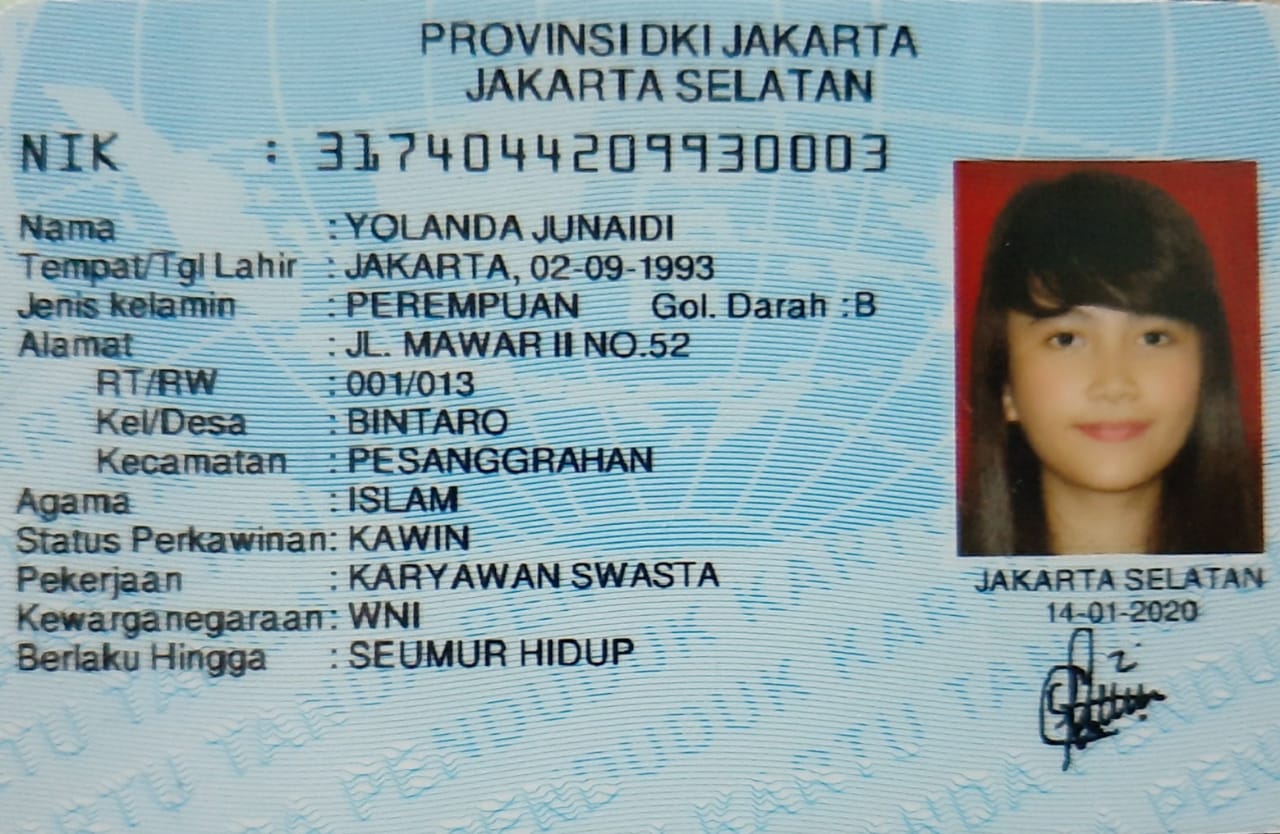 PROVINSI DKI JAKARTA
JAKARTA SELATAN
NIK : 3174044209930003
Nama : YOLANDA JUNAIDI
Tempat/Tgl Lahir : JAKARTA, 02-09-1993
Jenis kelamin : PEREMPUAN Gol. Darah : B
Alamat : JL. MAWAR II NO.52
RT/RW : 001/013
Kel/Desa : BINTARO
Kecamatan : PESANGGRAHAN
Agama : ISLAM
Status Perkawinan: KAWIN
Pekerjaan : KARYAWAN SWASTA
Kewarganegaraan: WNI
Berlaku Hingga : SEUMUR HIDUP
JAKARTA SELATAN
14-01-2020